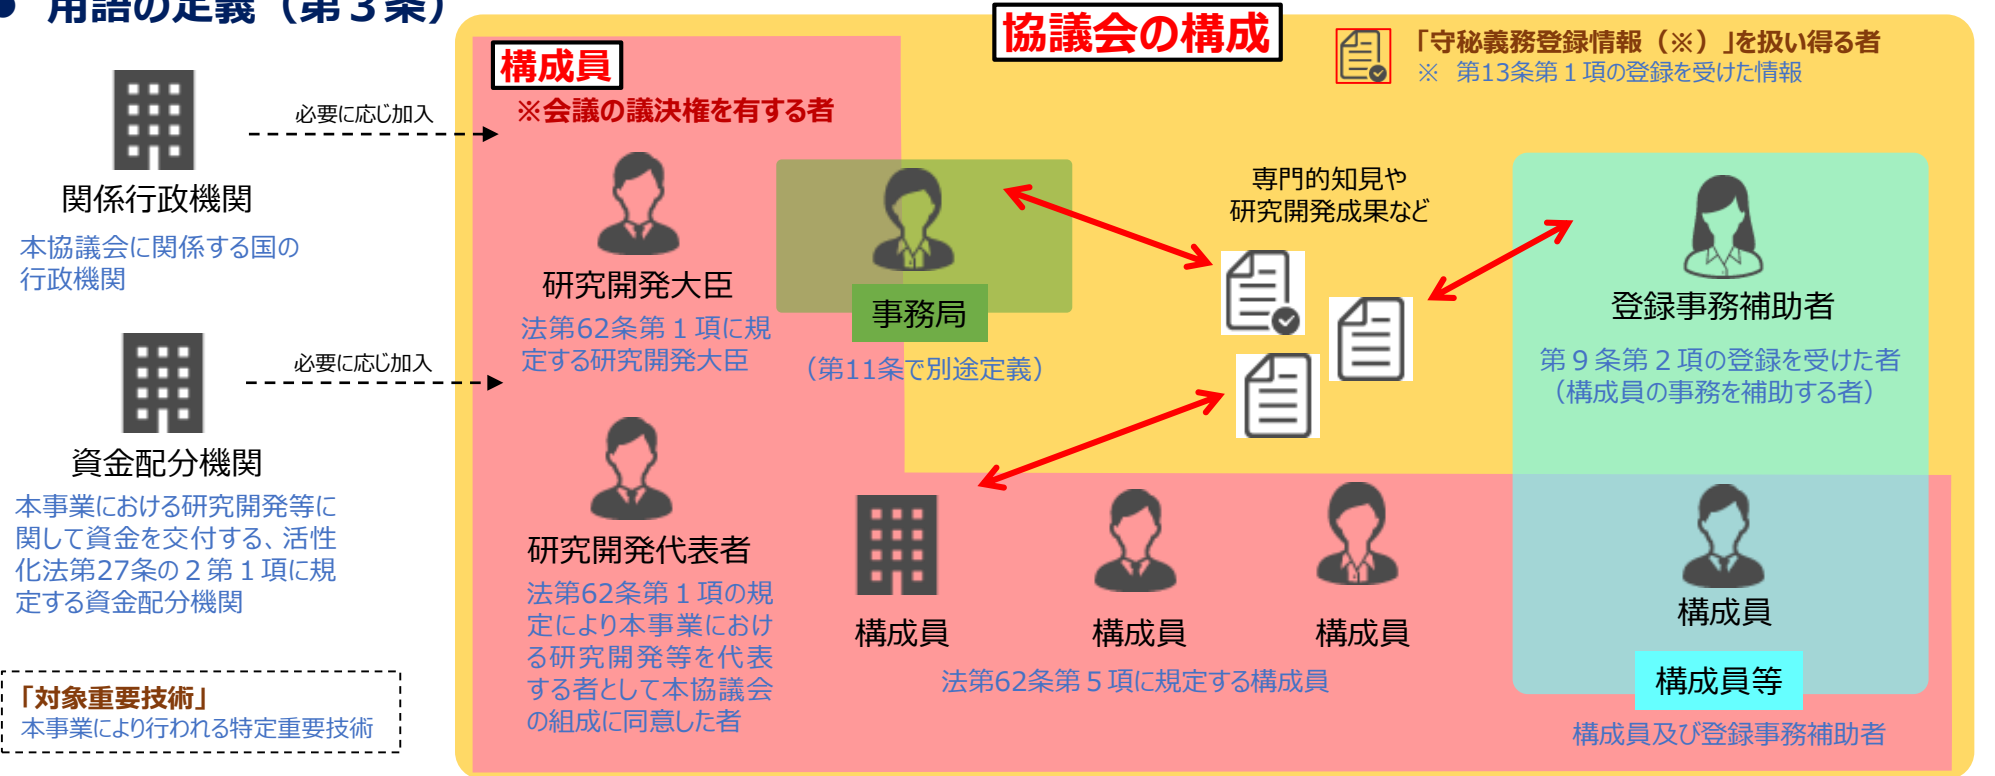 ● 用語の定義（第３条）
協議会の構成
「守秘義務登録情報（※）」を扱い得る者
※ 第13条第１項の登録を受けた情報
構成員
※会議の議決権を有する者
必要に応じ加入
関係行政機関
本協議会に関係する国の
行政機関
必要に応じ加入
資金配分機関
本事業における研究開発等に
関して資金を交付する、活性
化法第27条の２第１項に規
定する資金配分機関
「対象重要技術」
本事業により行われる特定重要技術
研究開発大臣
法第62条第１項に規
定する研究開発大臣
事務局
（第11条で別途定義）
専門的知見や
研究開発成果など
登録事務補助者
第９条第２項の登録を受けた者
（構成員の事務を補助する者）
研究開発代表者
法第62条第１項の規
定により本事業におけ
る研究開発等を代表
する者として本協議会
の組成に同意した者
構成員
構成員
構成員
法第62条第５項に規定する構成員
構成員
構成員等
構成員及び登録事務補助者